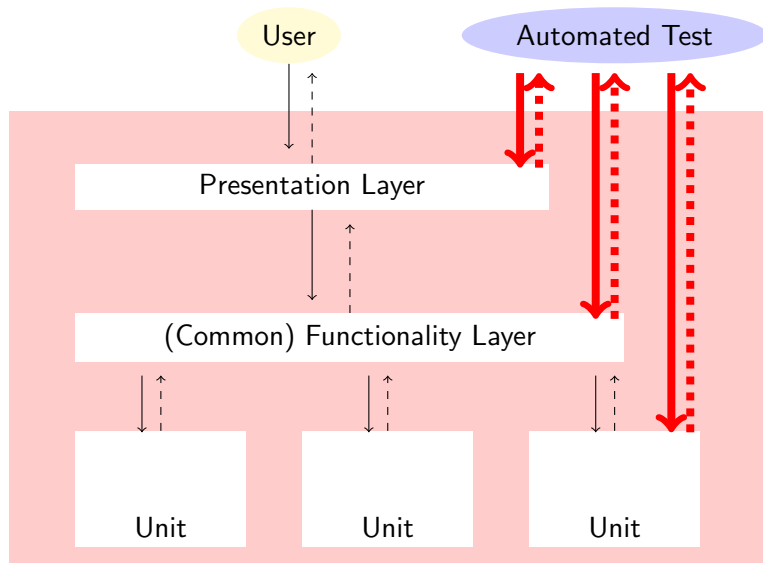 User
Automated Test
Presentation Layer
(Common) Functionality Layer
Unit
Unit
Unit